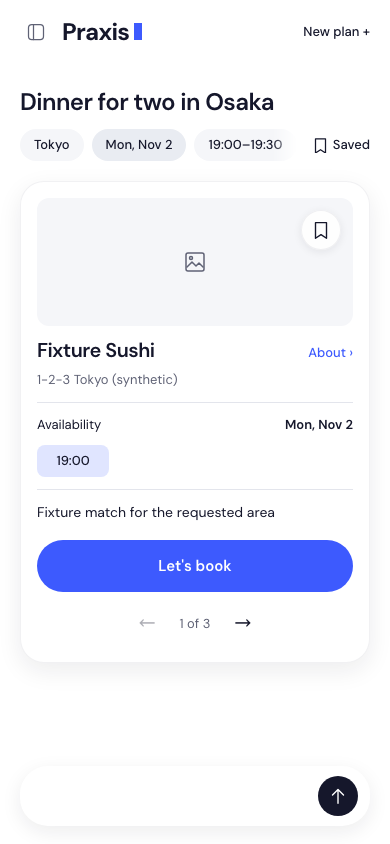 Praxis
New plan +
Dinner for two in Osaka
Tokyo
Mon, Nov 2
19:00–19:30
Saved
Fixture Sushi
About ›
1-2-3 Tokyo (synthetic)
Availability
Mon, Nov 2
19:00
Fixture match for the requested area
Let's book
← 1 of 3 →